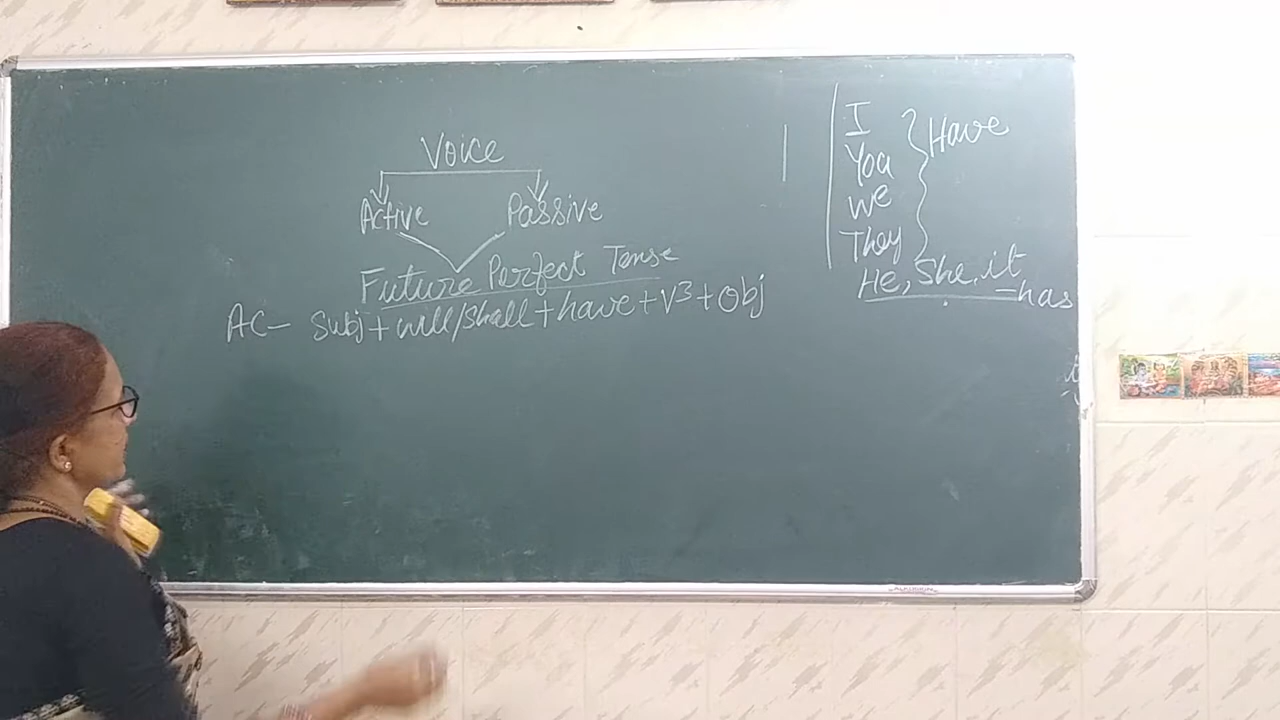 Voice
Active Passive
Future Perfect Tense
AC- Subj + will/shall + have + V³ + Obj
I
You
We
They
Have
He, She, it
-has